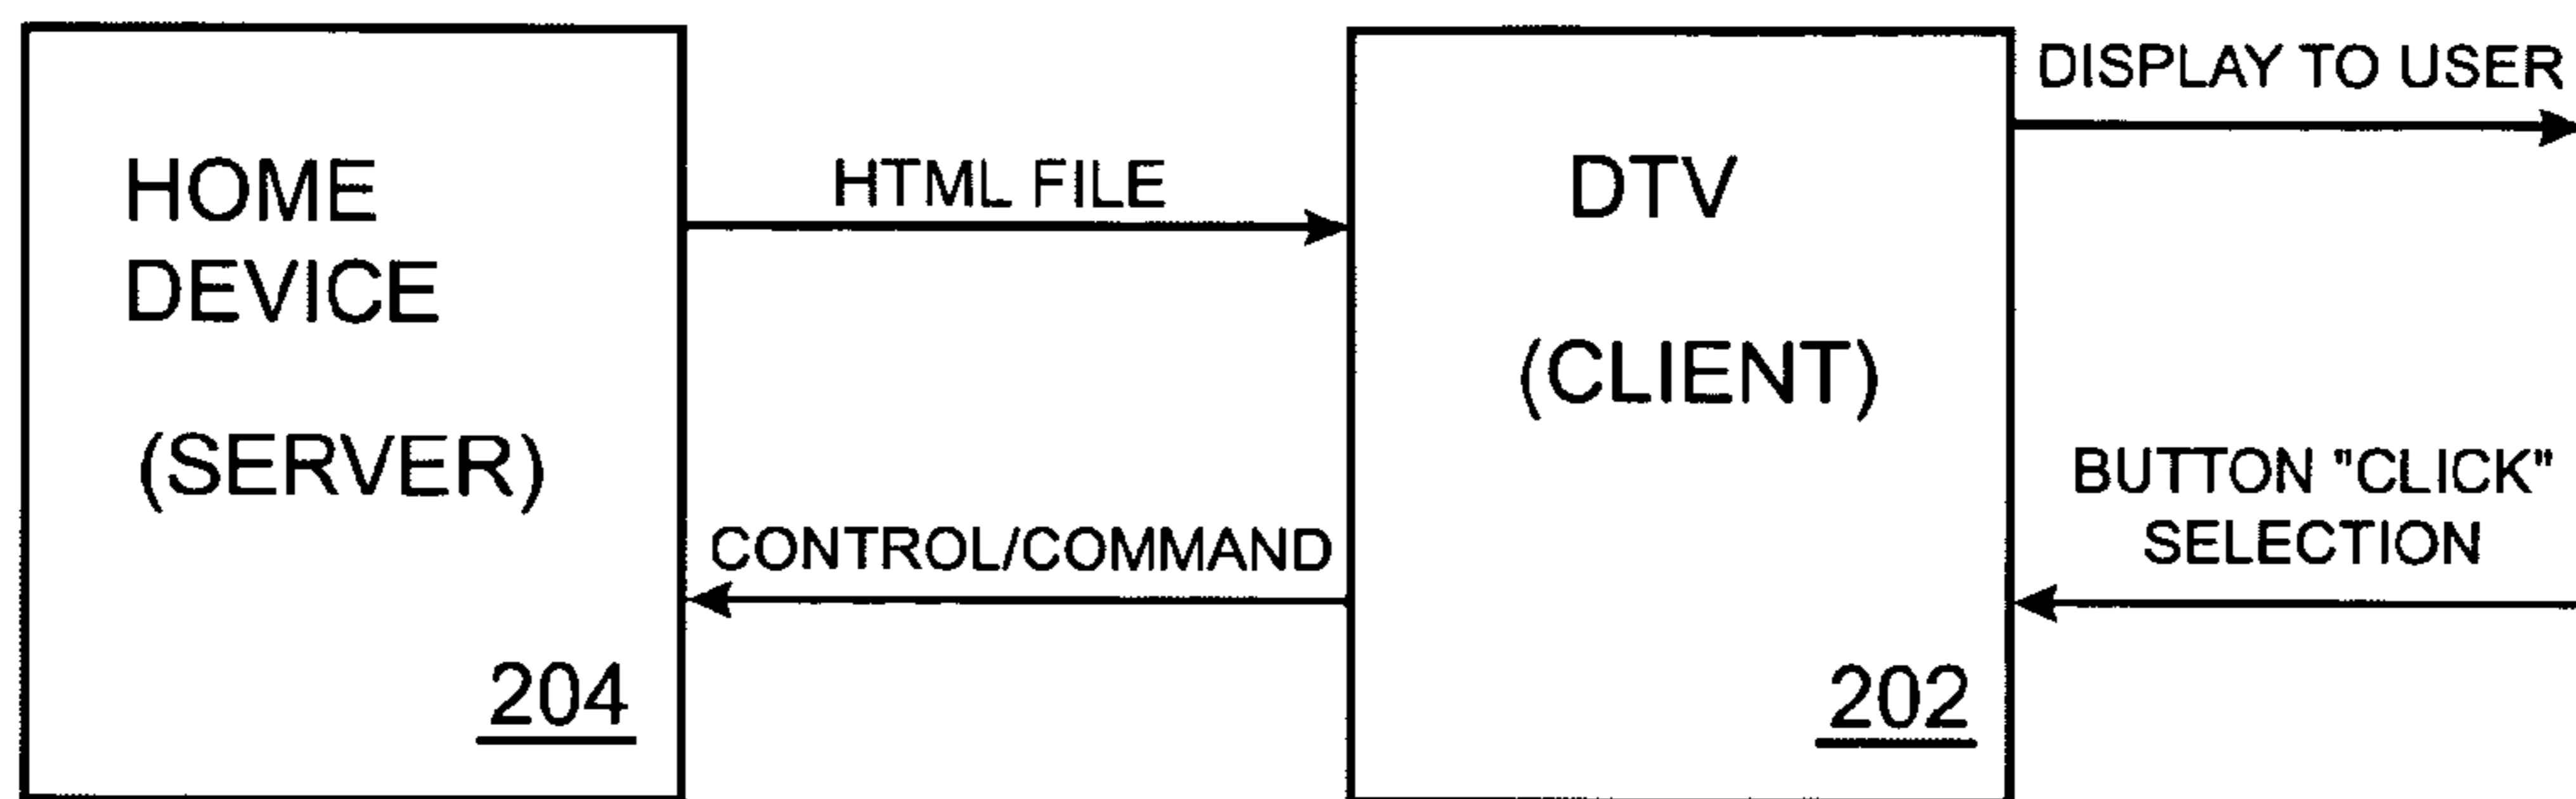 HOME
DEVICE
(SERVER)
204
HTML FILE
CONTROL/COMMAND
DTV
(CLIENT)
202
DISPLAY TO USER
BUTTON "CLICK"
SELECTION